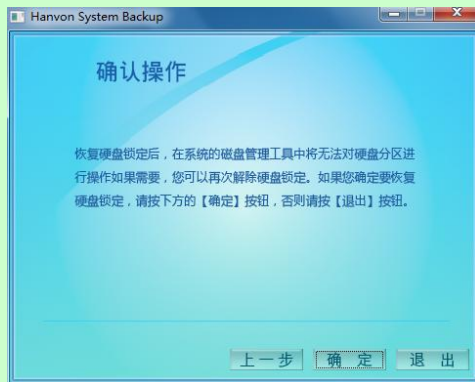 Hanvon System Backup
确认操作
恢复硬盘锁定后，在系统的磁盘管理工具中将无法对硬盘分区进
行操作如果需要，您可以再次解除硬盘锁定。如果您确定要恢复
硬盘锁定，请按下方的【确定】按钮，否则请按【退出】按钮。
上一步 确 定 退 出